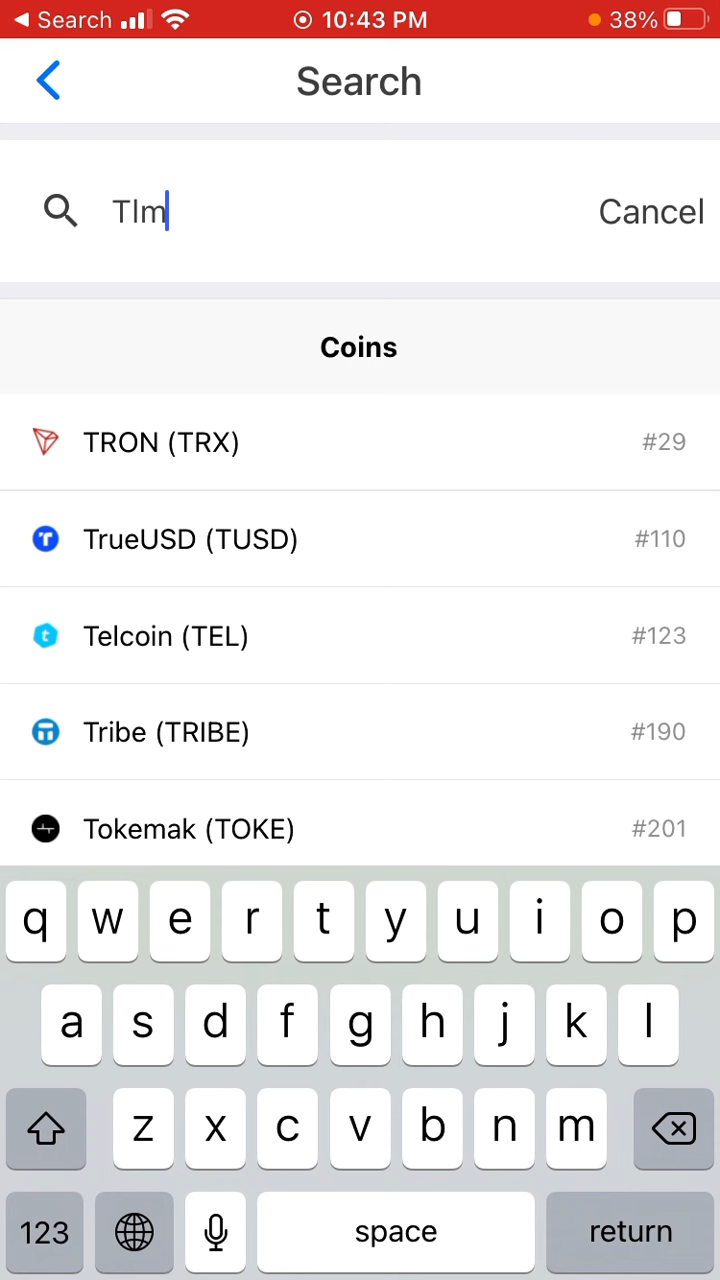 Search 10:43 PM 38%
Search
Tlm Cancel
Coins
TRON (TRX) #29
TrueUSD (TUSD) #110
Telcoin (TEL) #123
Tribe (TRIBE) #190
Tokemak (TOKE) #201
q w e r t y u i o p
a s d f g h j k l
z x c v b n m
123 space return